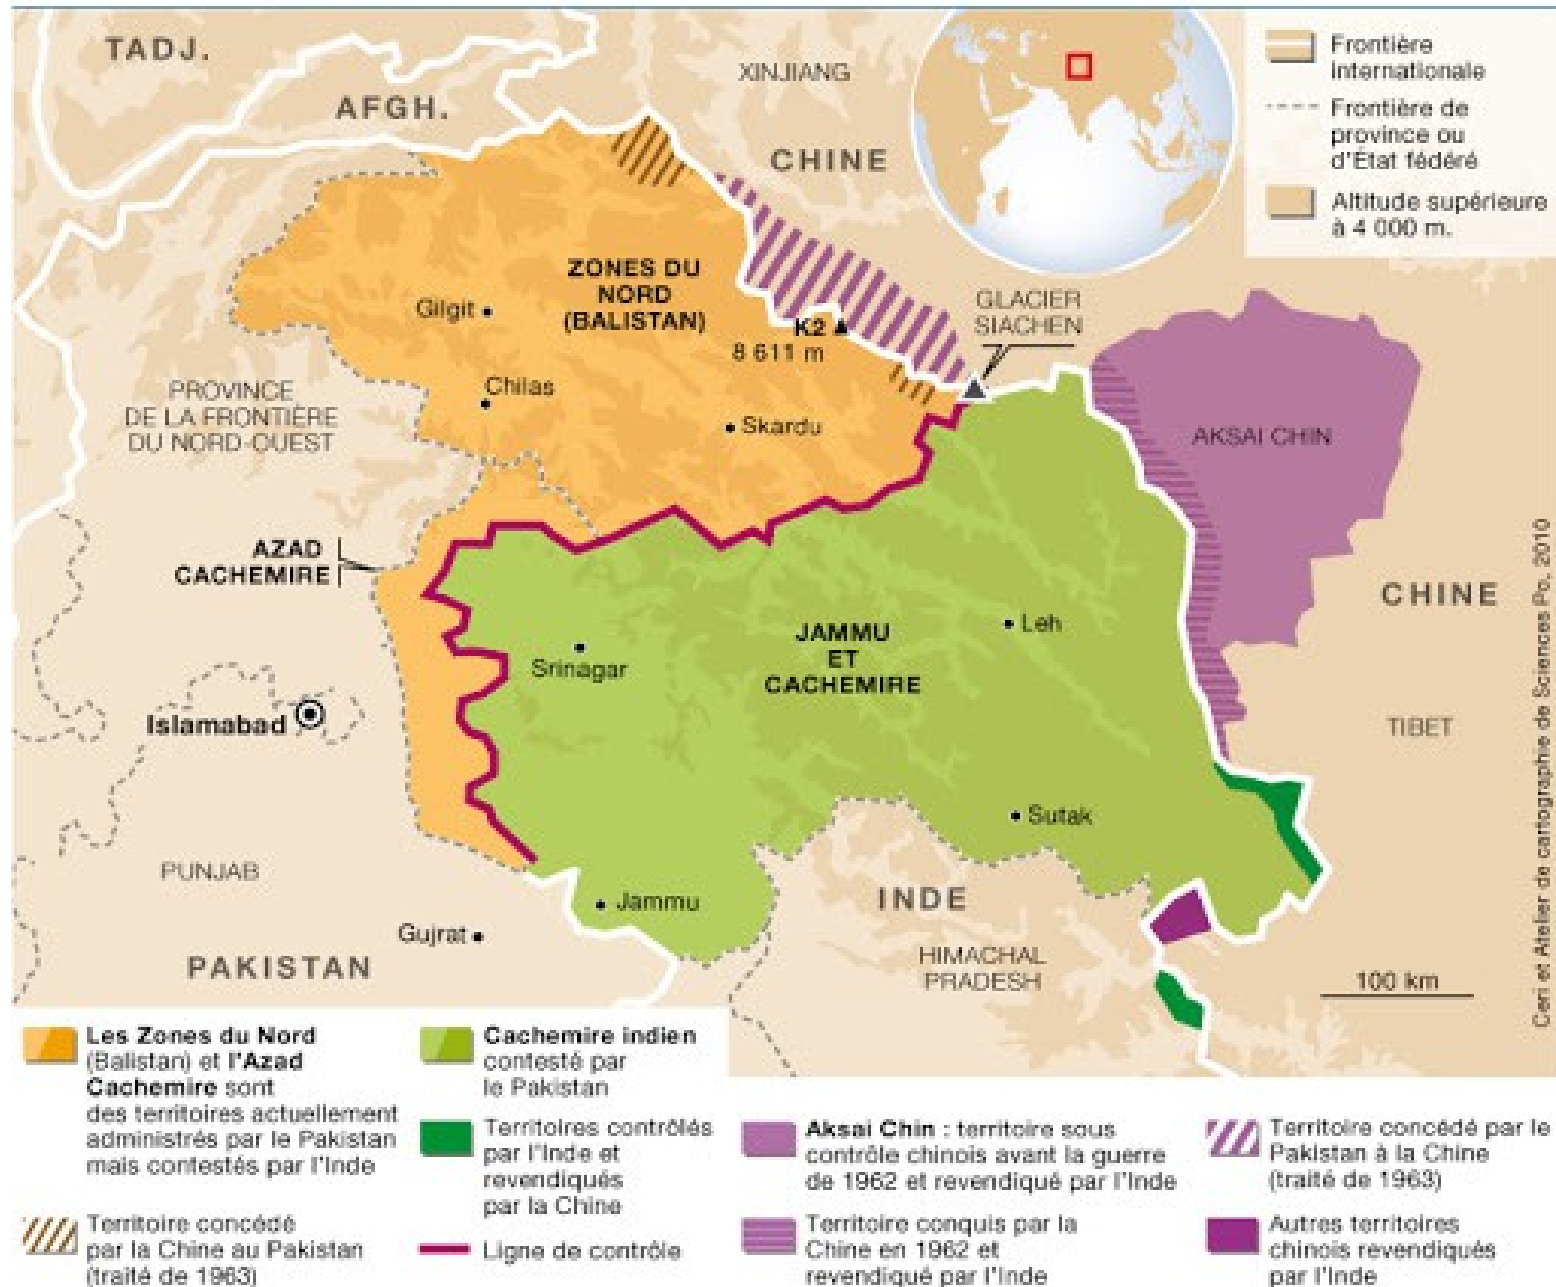 TADJ.
AFGH.
XINJIANG
CHINE
Frontière
internationale
Frontière de
province ou
d'État fédéré
Altitude supérieure
à 4 000 m.
ZONES DU
NORD
(BALISTAN)
Gilgit
K2
8 611 m
GLACIER
SIACHEN
Chilas
Skardu
PROVINCE
DE LA FRONTIÈRE
DU NORD-OUEST
AKSAI CHIN
AZAD
CACHEMIRE
CHINE
JAMMU
ET
CACHEMIRE
Leh
Srinagar
Islamabad
TIBET
Sutak
PUNJAB
Jammu
INDE
Gujrat
HIMACHAL
PRADESH
PAKISTAN
100 km
Ceri et Atelier de cartographie de Sciences Po, 2010
Les Zones du Nord
(Balistan) et l'Azad
Cachemire sont
des territoires actuellement
administrés par le Pakistan
mais contestés par l'Inde
Territoire concédé
par la Chine au Pakistan
(traité de 1963)
Cachemire indien
contesté par
le Pakistan
Territoires contrôlés
par l'Inde et
revendiqués
par la Chine
Ligne de contrôle
Aksai Chin : territoire sous
contrôle chinois avant la guerre
de 1962 et revendiqué par l'Inde
Territoire conquis par la
Chine en 1962 et
revendiqué par l'Inde
Territoire concédé par le
Pakistan à la Chine
(traité de 1963)
Autres territoires
chinois revendiqués
par l'Inde